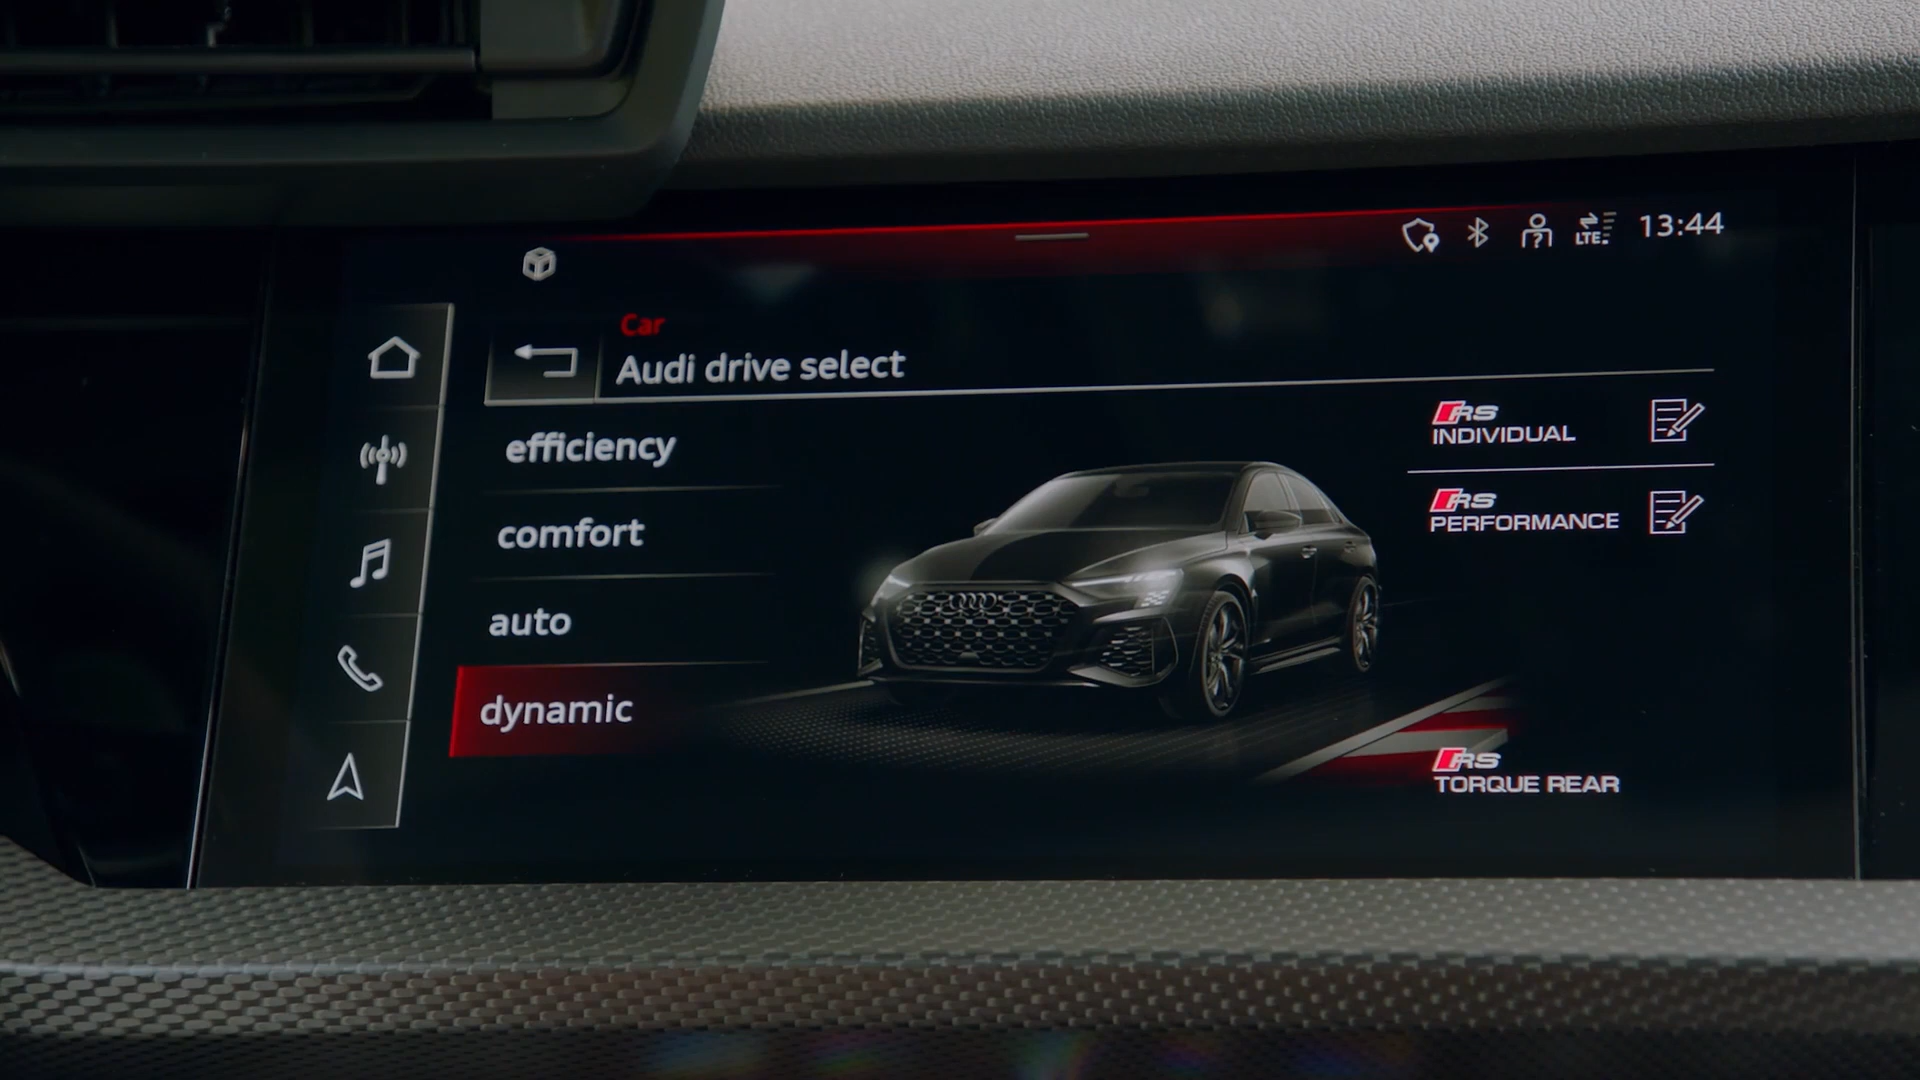 LTE
13:44
Car
Audi drive select
efficiency
comfort
auto
dynamic
RS
INDIVIDUAL
RS
PERFORMANCE
RS
TORQUE REAR